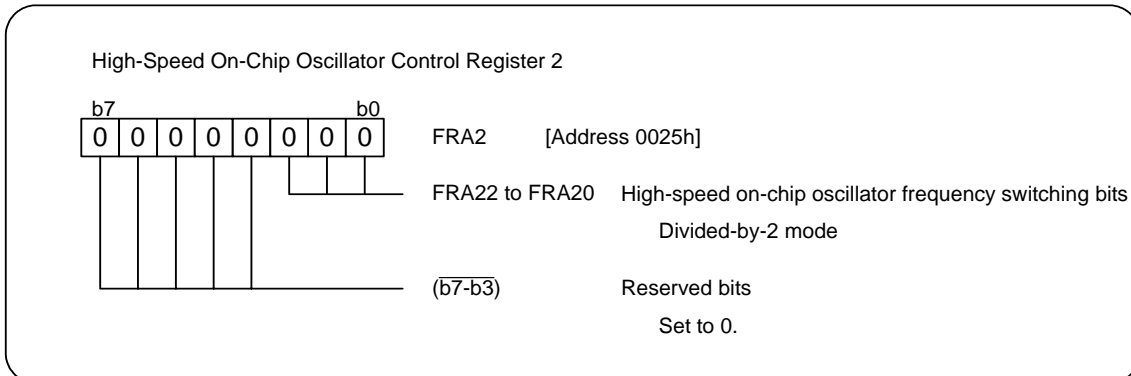 High-Speed On-Chip Oscillator Control Register 2
b7 b0
0 0 0 0 0 0 0 0 FRA2 [Address 0025h]
FRA22 to FRA20 High-speed on-chip oscillator frequency switching bits
Divided-by-2 mode
(b7-b3) Reserved bits
Set to 0.